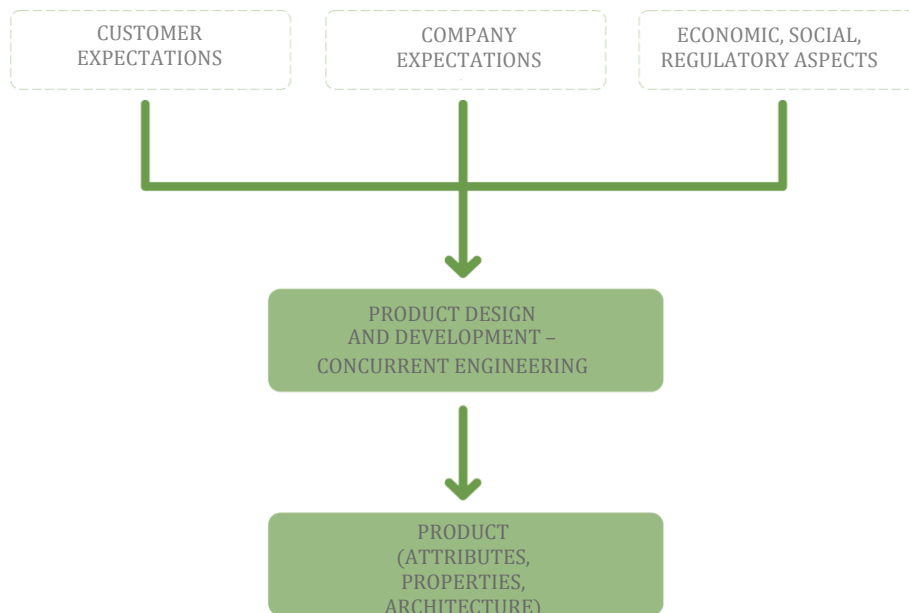 CUSTOMER
EXPECTATIONS
COMPANY
EXPECTATIONS
ECONOMIC, SOCIAL,
REGULATORY ASPECTS
PRODUCT DESIGN
AND DEVELOPMENT –
CONCURRENT ENGINEERING
PRODUCT
(ATTRIBUTES,
PROPERTIES,
ARCHITECTURE)